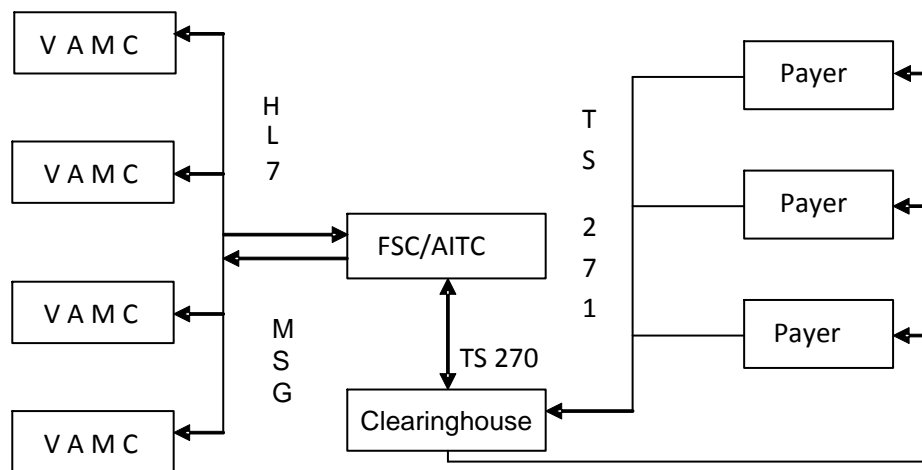 V A M C
V A M C
V A M C
V A M C
H
L
7
M
S
G
FSC/AITC
TS 270
Clearinghouse
T
S
2
7
1
Payer
Payer
Payer